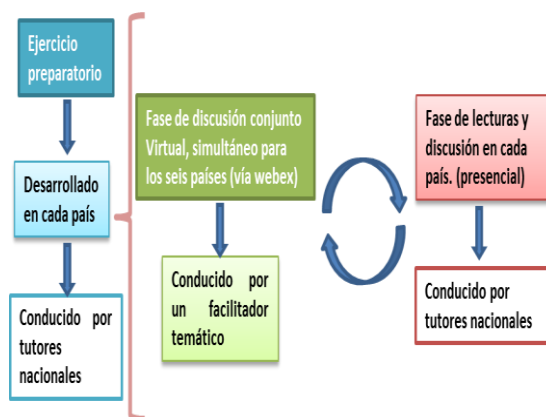 Ejercicio
preparatorio
Desarrollado
en cada país
Conducido por
tutores
nacionales
Fase de discusión conjunto
Virtual, simultáneo para
los seis países (vía webex)
Conducido por
un facilitador
temático
Fase de lecturas y
discusión en cada
país. (presencial)
Conducido por
tutores nacionales